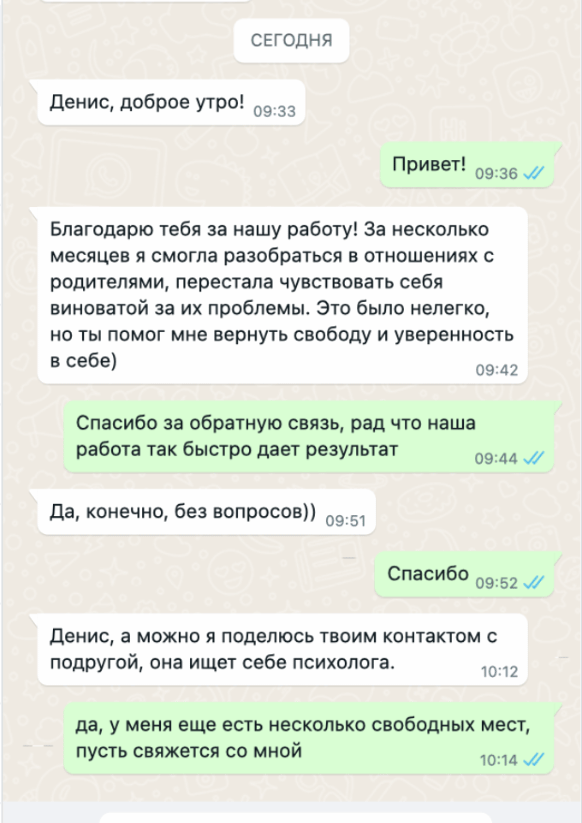 СЕГОДНЯ
Денис, доброе утро! 09:33
Привет! 09:36
Благодарю тебя за нашу работу! За несколько
месяцев я смогла разобраться в отношениях с
родителями, перестала чувствовать себя
виноватой за их проблемы. Это было нелегко,
но ты помог мне вернуть свободу и уверенность
в себе)
09:42
Спасибо за обратную связь, рад что наша
работа так быстро дает результат
09:44
Да, конечно, без вопросов)) 09:51
Спасибо 09:52
Денис, а можно я поделюсь твоим контактом с
подругой, она ищет себе психолога.
10:12
да, у меня еще есть несколько свободных мест,
пусть свяжется со мной
10:14